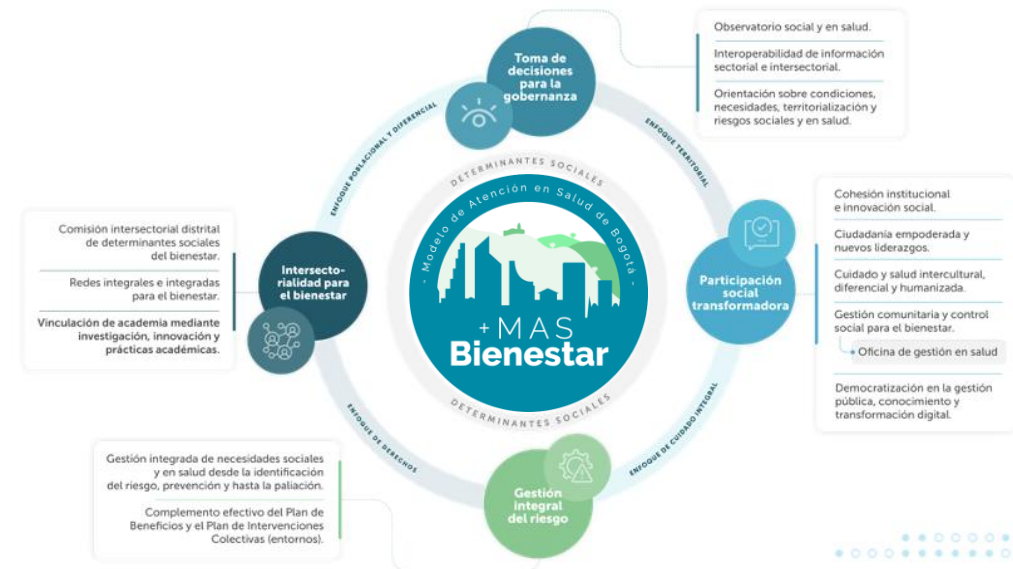 Toma de
decisiones
para la
gobernanza
Observatorio social y en salud.
Interoperabilidad de información
sectorial e intersectorial.
Orientación sobre condiciones,
necesidades, territorialización y
riesgos sociales y en salud.
ENFOQUE POBLACIONAL Y DIFERENCIAL
ENFOQUE TERRITORIAL
DETERMINANTES SOCIALES
- Modelo de Atención en Salud de Bogotá -
+MAS
Bienestar
DETERMINANTES SOCIALES
Comisión intersectorial distrital
de determinantes sociales
del bienestar.
Redes integrales e integradas
para el bienestar.
Vinculación de academia mediante
investigación, innovación y
prácticas académicas.
Intersecto-
rialidad para
el bienestar
Participación
social
transformadora
Cohesión institucional
e innovación social.
Ciudadanía empoderada y
nuevos liderazgos.
Cuidado y salud intercultural,
diferencial y humanizada.
Gestión comunitaria y control
social para el bienestar.
Oficina de gestión en salud
Democratización en la gestión
pública, conocimiento y
transformación digital.
ENFOQUE DE DERECHOS
ENFOQUE DE CUIDADO INTEGRAL
Gestión integrada de necesidades sociales
y en salud desde la identificación
del riesgo, prevención y hasta la paliación.
Complemento efectivo del Plan de
Beneficios y el Plan de Intervenciones
Colectivas (entornos).
Gestión
integral
del riesgo